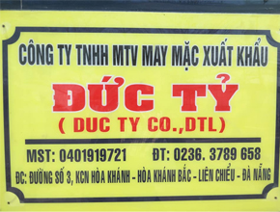 CÔNG TY TNHH MTV MAY MẶC XUẤT KHẨU
ĐỨC TỶ
( DUC TY CO.,DTL)
MST: 0401919721 ĐT: 0236. 3789 658
ĐC: ĐƯỜNG SỐ 3, KCN HÒA KHÁNH - HÒA KHÁNH BẮC - LIÊN CHIỂU - ĐÀ NẴNG